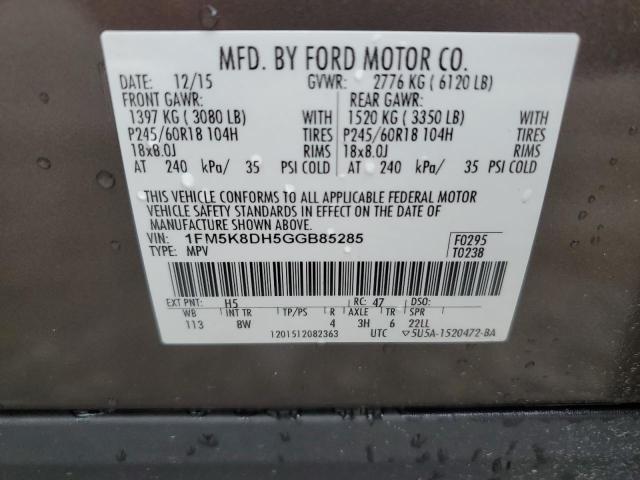 MFD. BY FORD MOTOR CO.
DATE: 12/15 GVWR: 2776 KG ( 6120 LB)
FRONT GAWR: REAR GAWR:
1397 KG ( 3080 LB) WITH 1520 KG ( 3350 LB) WITH
P245/60R18 104H TIRES P245/60R18 104H TIRES
18x8.0J RIMS 18x8.0J RIMS
AT 240 kPa/ 35 PSI COLD AT 240 kPa/ 35 PSI COLD
THIS VEHICLE CONFORMS TO ALL APPLICABLE FEDERAL MOTOR
VEHICLE SAFETY STANDARDS IN EFFECT ON THE DATE OF
MANUFACTURE SHOWN ABOVE.
VIN: 1FM5K8DH5GGB85285 F0295
TYPE: MPV T0238
EXT PNT: H5 RC: 47
WB INT TR TP/PS R AXLE TR SPR
113 8W 4 3H 6 22LL
1201512082363 UTC ▽5U5A-1520472-BA